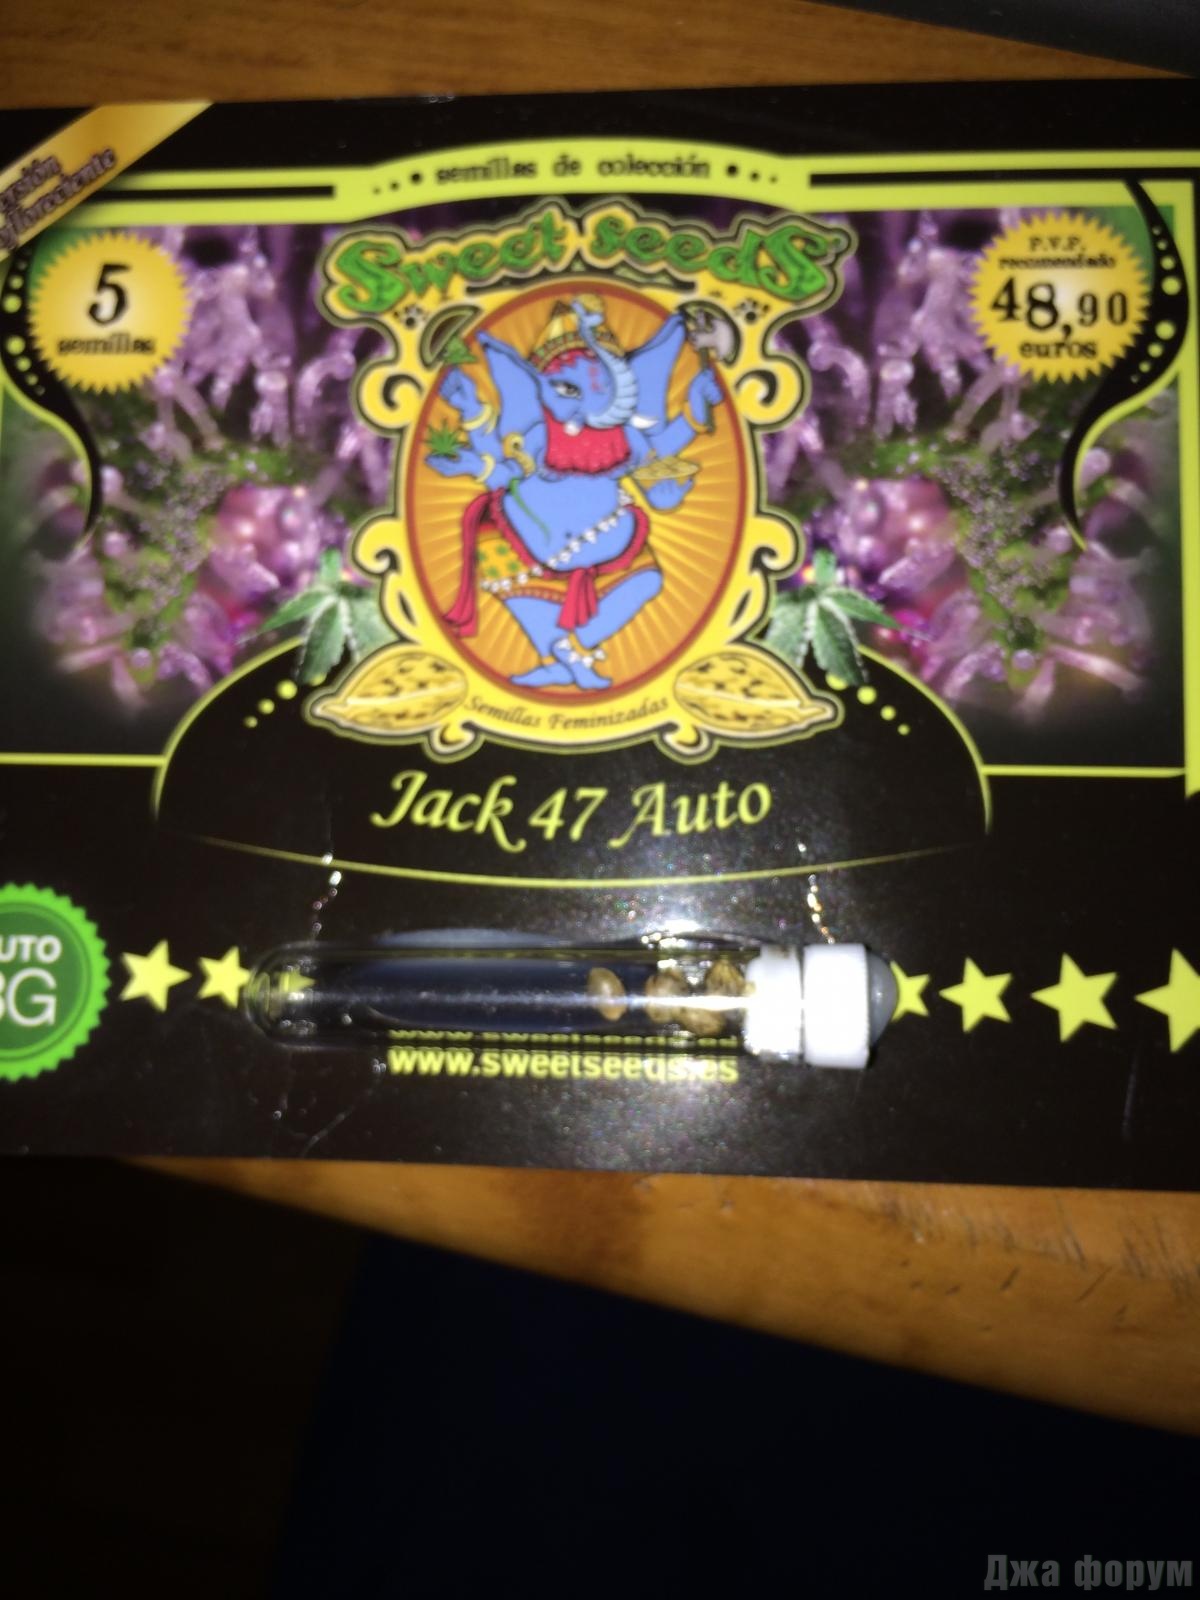 semillas de colección
Sweet Seeds
5
semillas
P.V.P.
recomendado
48,90
euros
Semillas Feminizadas
Jack 47 Auto
www.sweetseeds.es
Джа форум